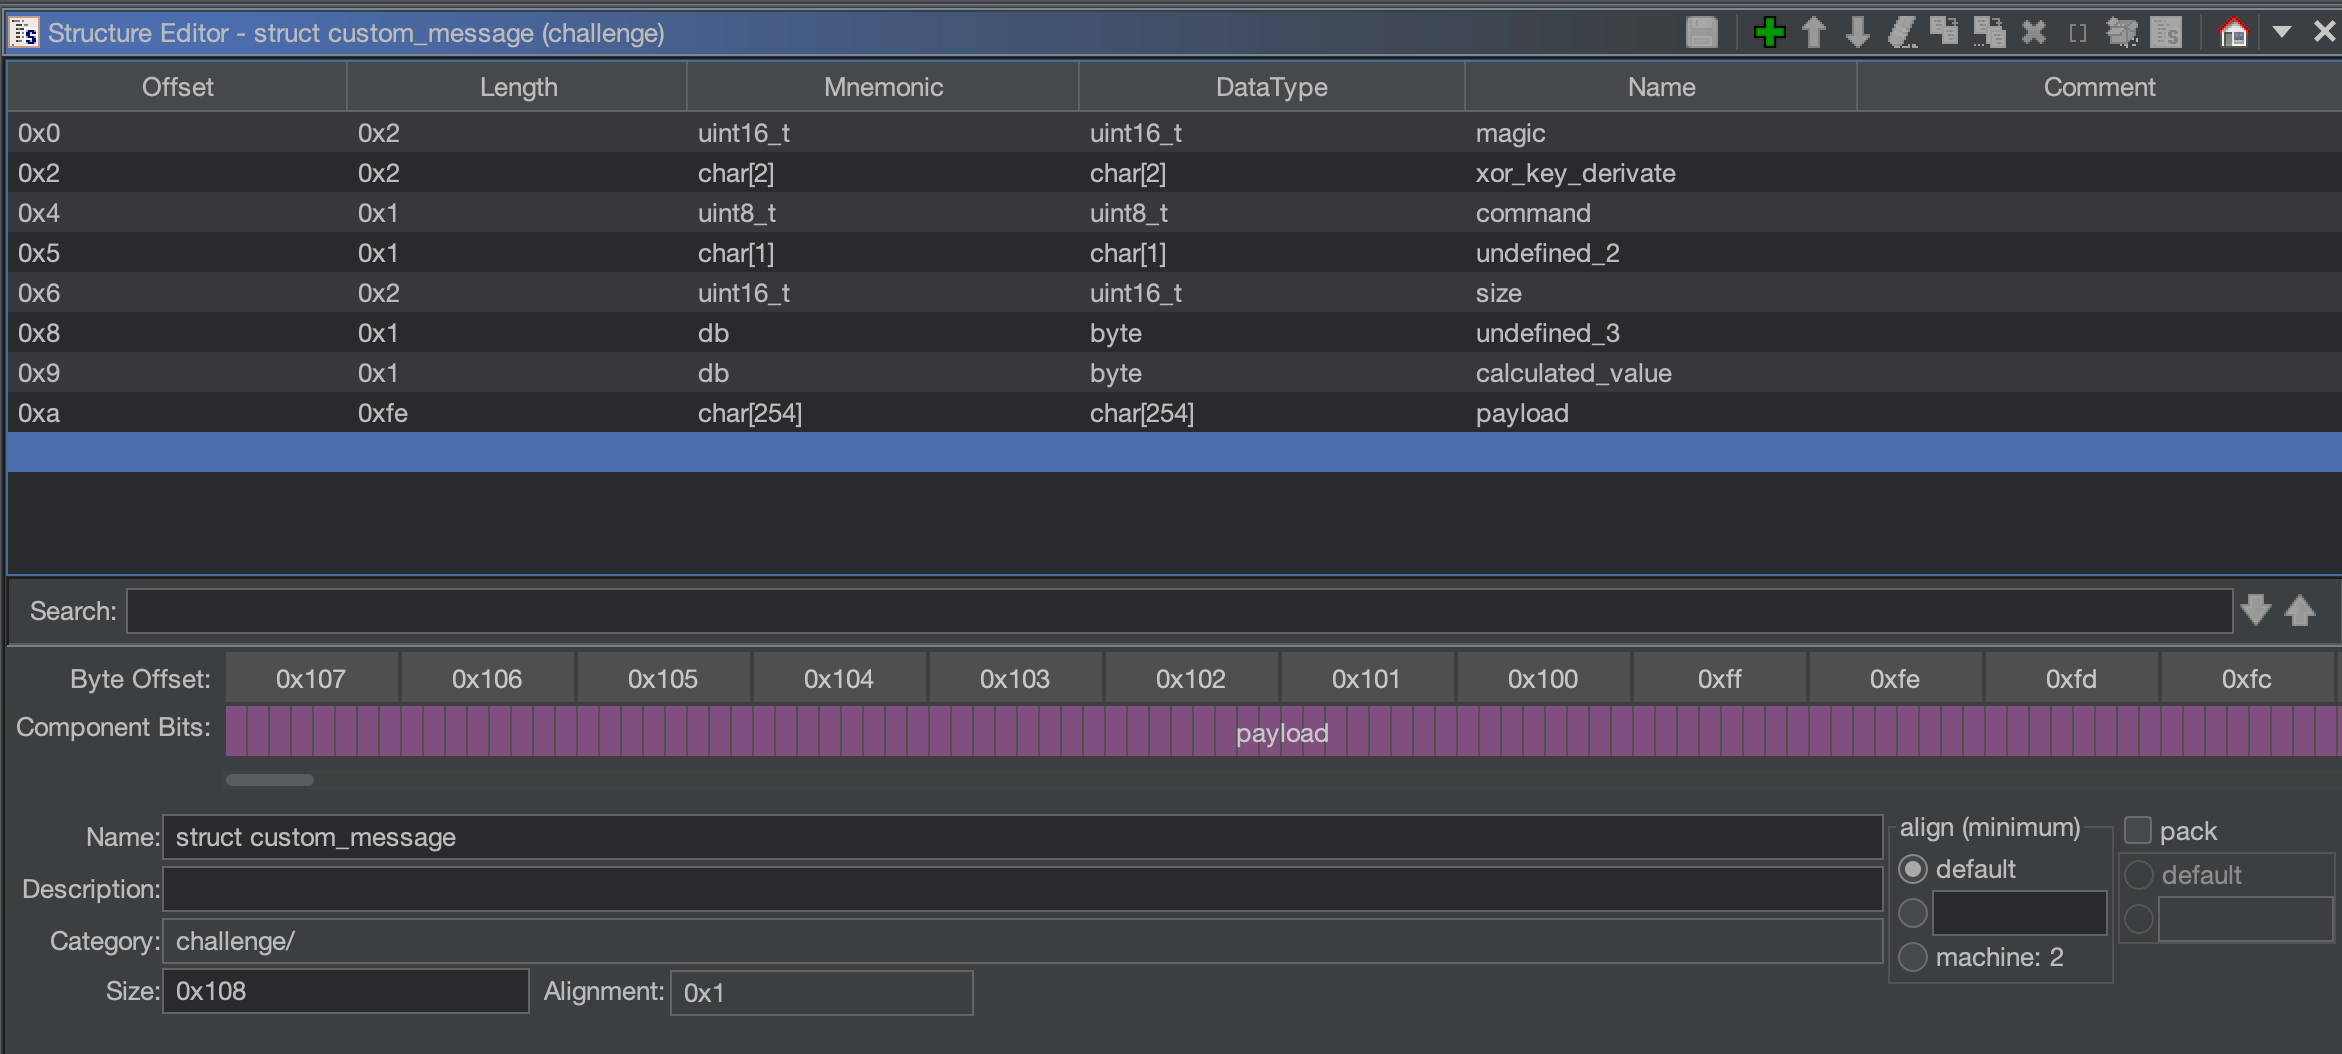 Structure Editor - struct custom_message (challenge)
Offset Length Mnemonic DataType Name Comment
0x0 0x2 uint16_t uint16_t magic
0x2 0x2 char[2] char[2] xor_key_derivate
0x4 0x1 uint8_t uint8_t command
0x5 0x1 char[1] char[1] undefined_2
0x6 0x2 uint16_t uint16_t size
0x8 0x1 db byte undefined_3
0x9 0x1 db byte calculated_value
0xa 0xfe char[254] char[254] payload
Search:
Byte Offset: 0x107 0x106 0x105 0x104 0x103 0x102 0x101 0x100 0xff 0xfe 0xfd 0xfc
Component Bits: payload
Name: struct custom_message
Description:
Category: challenge/
Size: 0x108 Alignment: 0x1
align (minimum)
default
machine: 2
pack
default